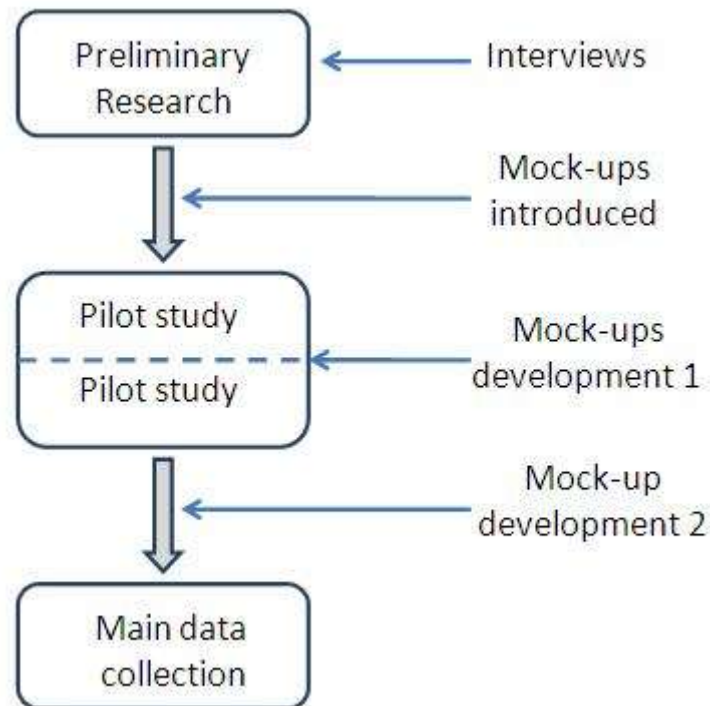 Preliminary
Research
Interviews
Mock-ups
introduced
Pilot study
Pilot study
Mock-ups
development 1
Mock-up
development 2
Main data
collection